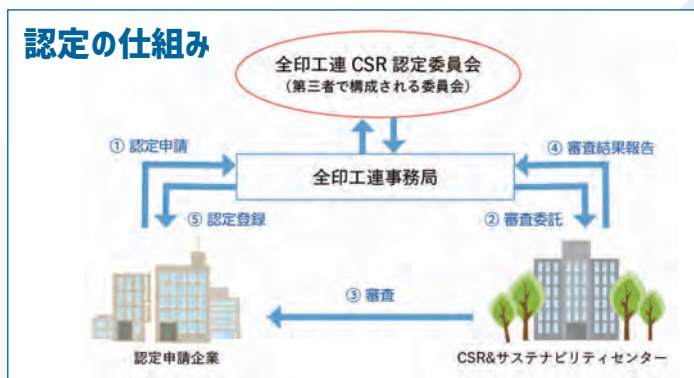 認定の仕組み
全印工連 CSR 認定委員会
（第三者で構成される委員会）
① 認定申請
④ 審査結果報告
全印工連事務局
⑤ 認定登録
② 審査委託
③ 審査
認定申請企業
CSR&サステナビリティセンター